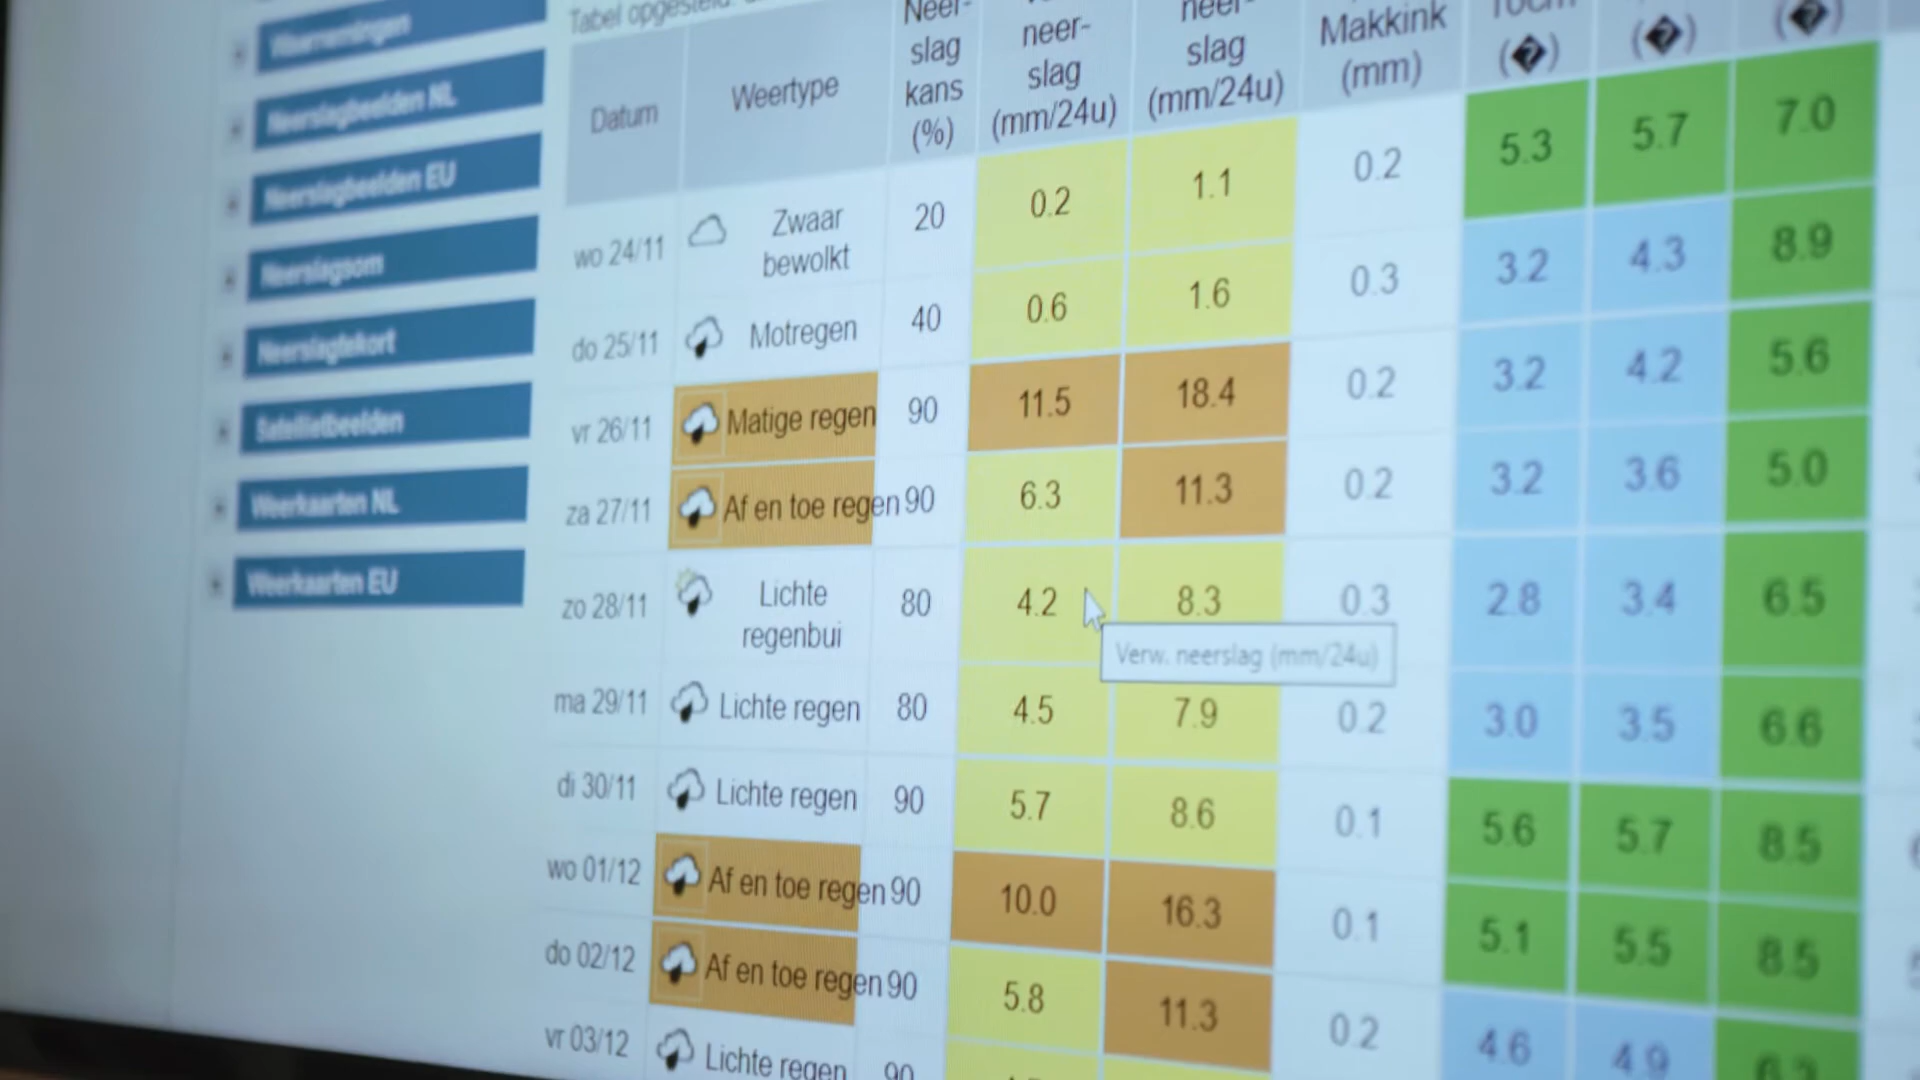 Waarnemingen
Neerslagbeelden NL
Neerslagbeelden EU
Neerslagsom
Neerslagtekort
Satellietbeelden
Weerkaarten NL
Weerkaarten EU
Tabel opgesteld:
Datum
Weertype
Neer-
slag
kans
(%)
neer-
slag
(mm/24u)
neer-
slag
(mm/24u)
Makkink
(mm)
10cm
(�)
(�)
(�)
wo 24/11 Zwaar bewolkt 20 0.2 1.1 0.2 5.3 5.7 7.0
do 25/11 Motregen 40 0.6 1.6 0.3 3.2 4.3 8.9
vr 26/11 Matige regen 90 11.5 18.4 0.2 3.2 4.2 5.6
za 27/11 Af en toe regen 90 6.3 11.3 0.2 3.2 3.6 5.0
zo 28/11 Lichte regenbui 80 4.2 8.3 0.3 2.8 3.4 6.5
Verw. neerslag (mm/24u)
ma 29/11 Lichte regen 80 4.5 7.9 0.2 3.0 3.5 6.6
di 30/11 Lichte regen 90 5.7 8.6 0.1 5.6 5.7 8.5
wo 01/12 Af en toe regen 90 10.0 16.3 0.1 5.1 5.5 8.5
do 02/12 Af en toe regen 90 5.8 11.3 0.2 4.6 4.9 6.3
vr 03/12 Lichte regen 90